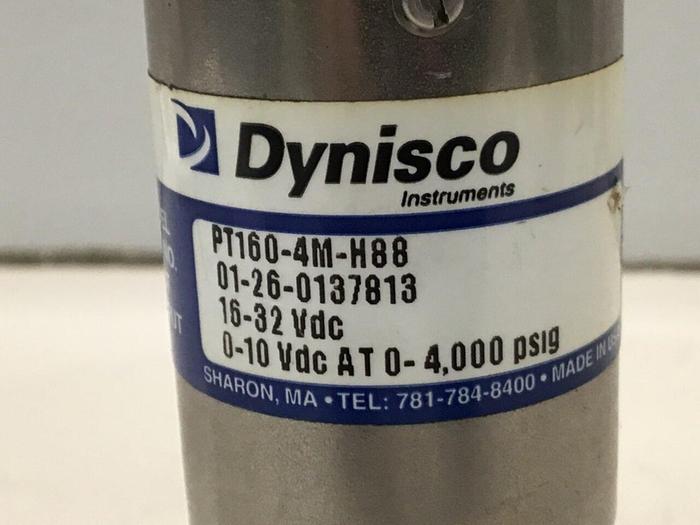 Dynisco
Instruments
PT160-4M-H88
01-26-0137813
16-32 Vdc
0-10 Vdc AT 0- 4,000 psig
SHARON, MA • TEL: 781-784-8400 • MADE IN